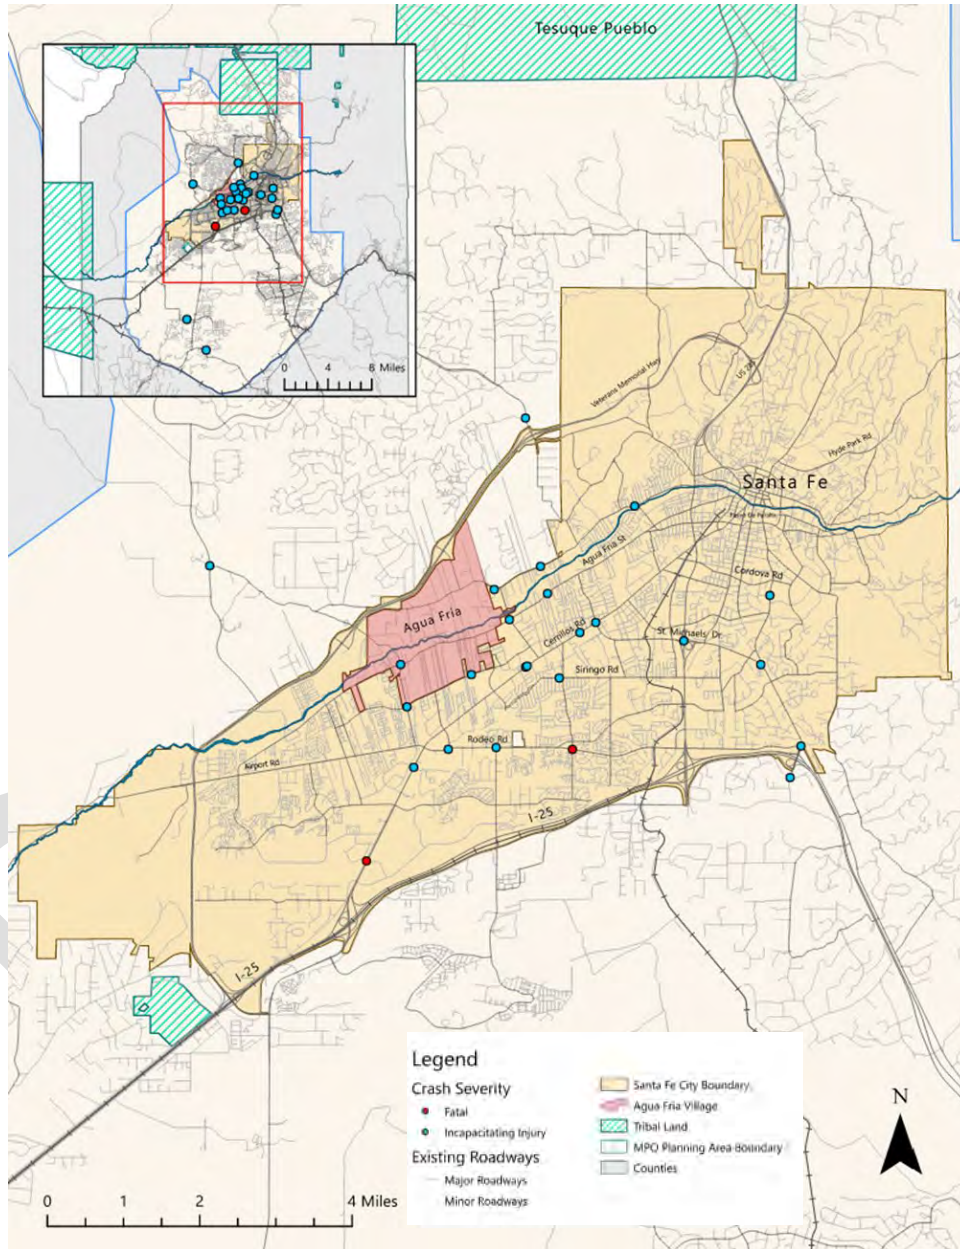 Tesuque Pueblo
0 4 8 Miles
Veterans Memorial Hwy
Hyde Park Rd
Santa Fe
Agua Fria St
Cordova Rd
Agua Fria
Cerrillos Rd
St. Michaels Dr
Siringo Rd
Rodeo Rd
Airport Rd
I-25
I-25
Legend
Crash Severity
Fatal
Incapacitating Injury
Existing Roadways
Major Roadways
Minor Roadways
Santa Fe City Boundary
Agua Fria Village
Tribal Land
MPO Planning Area Boundary
Counties
N
0 1 2 4 Miles